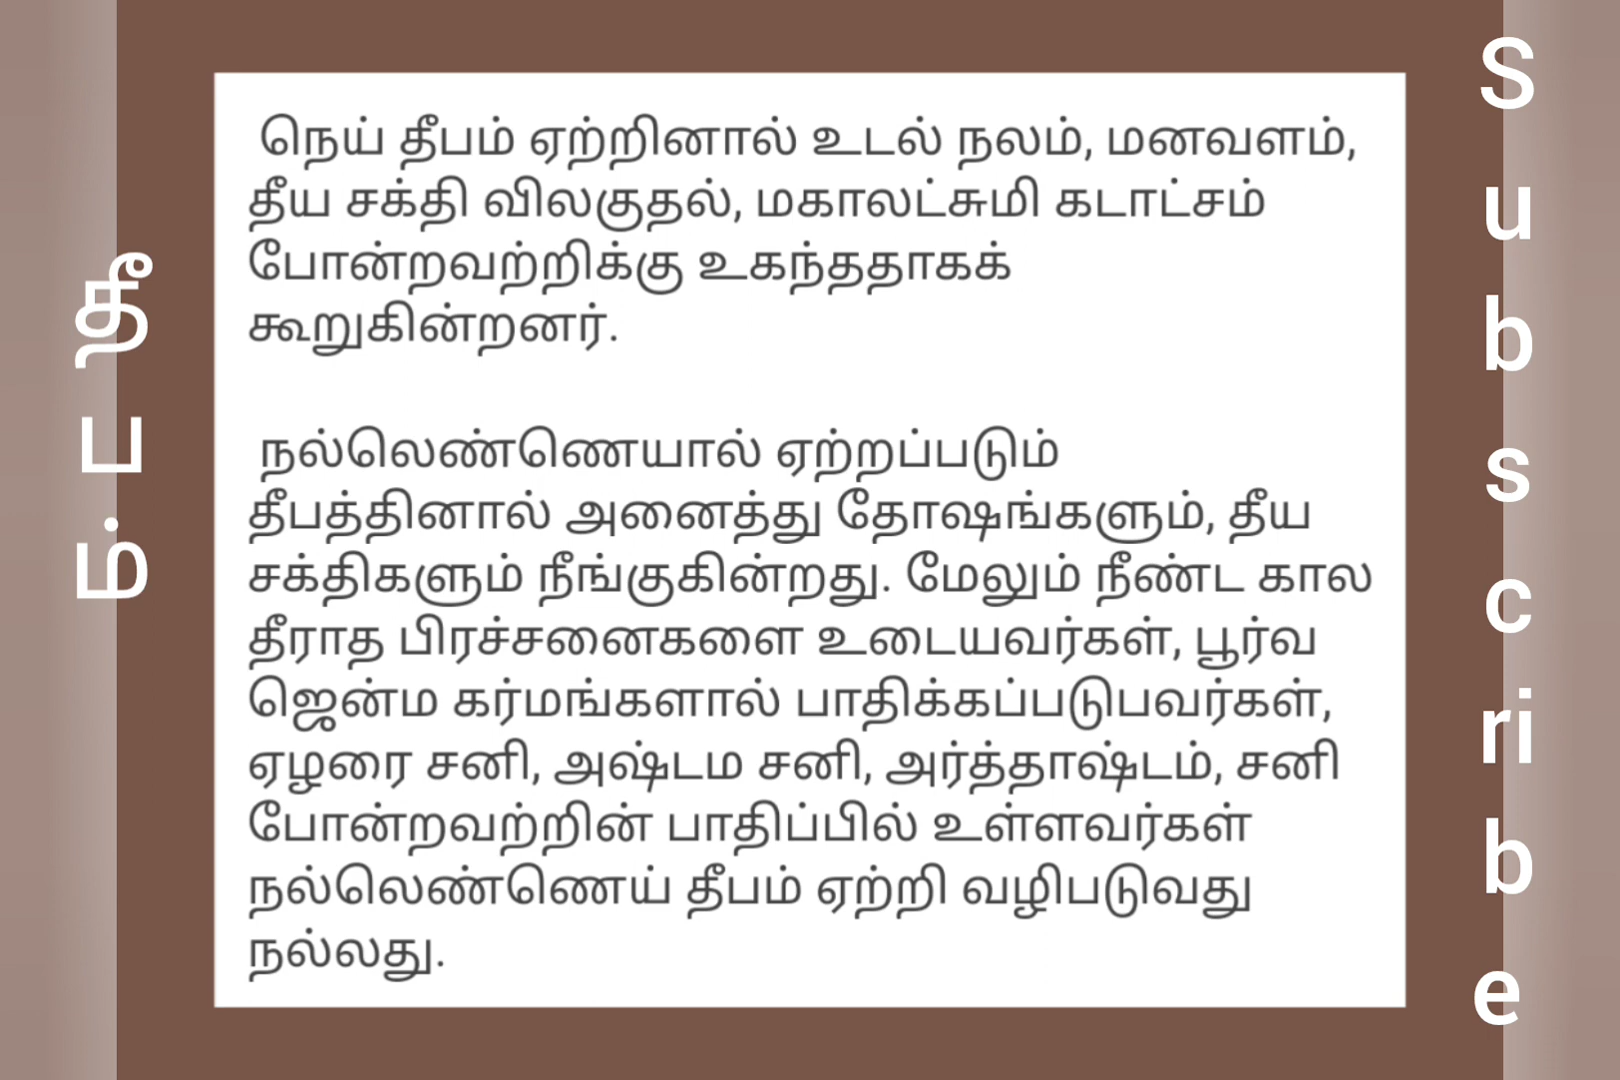 தீபம்
நெய் தீபம் ஏற்றினால் உடல் நலம், மனவளம்,
தீய சக்தி விலகுதல், மகாலட்சுமி கடாட்சம்
போன்றவற்றிக்கு உகந்ததாகக்
கூறுகின்றனர்.
நல்லெண்ணெயால் ஏற்றப்படும்
தீபத்தினால் அனைத்து தோஷங்களும், தீய
சக்திகளும் நீங்குகின்றது. மேலும் நீண்ட கால
தீராத பிரச்சனைகளை உடையவர்கள், பூர்வ
ஜென்ம கர்மங்களால் பாதிக்கப்படுபவர்கள்,
ஏழரை சனி, அஷ்டம சனி, அர்த்தாஷ்டம், சனி
போன்றவற்றின் பாதிப்பில் உள்ளவர்கள்
நல்லெண்ணெய் தீபம் ஏற்றி வழிபடுவது
நல்லது.
Subscribe